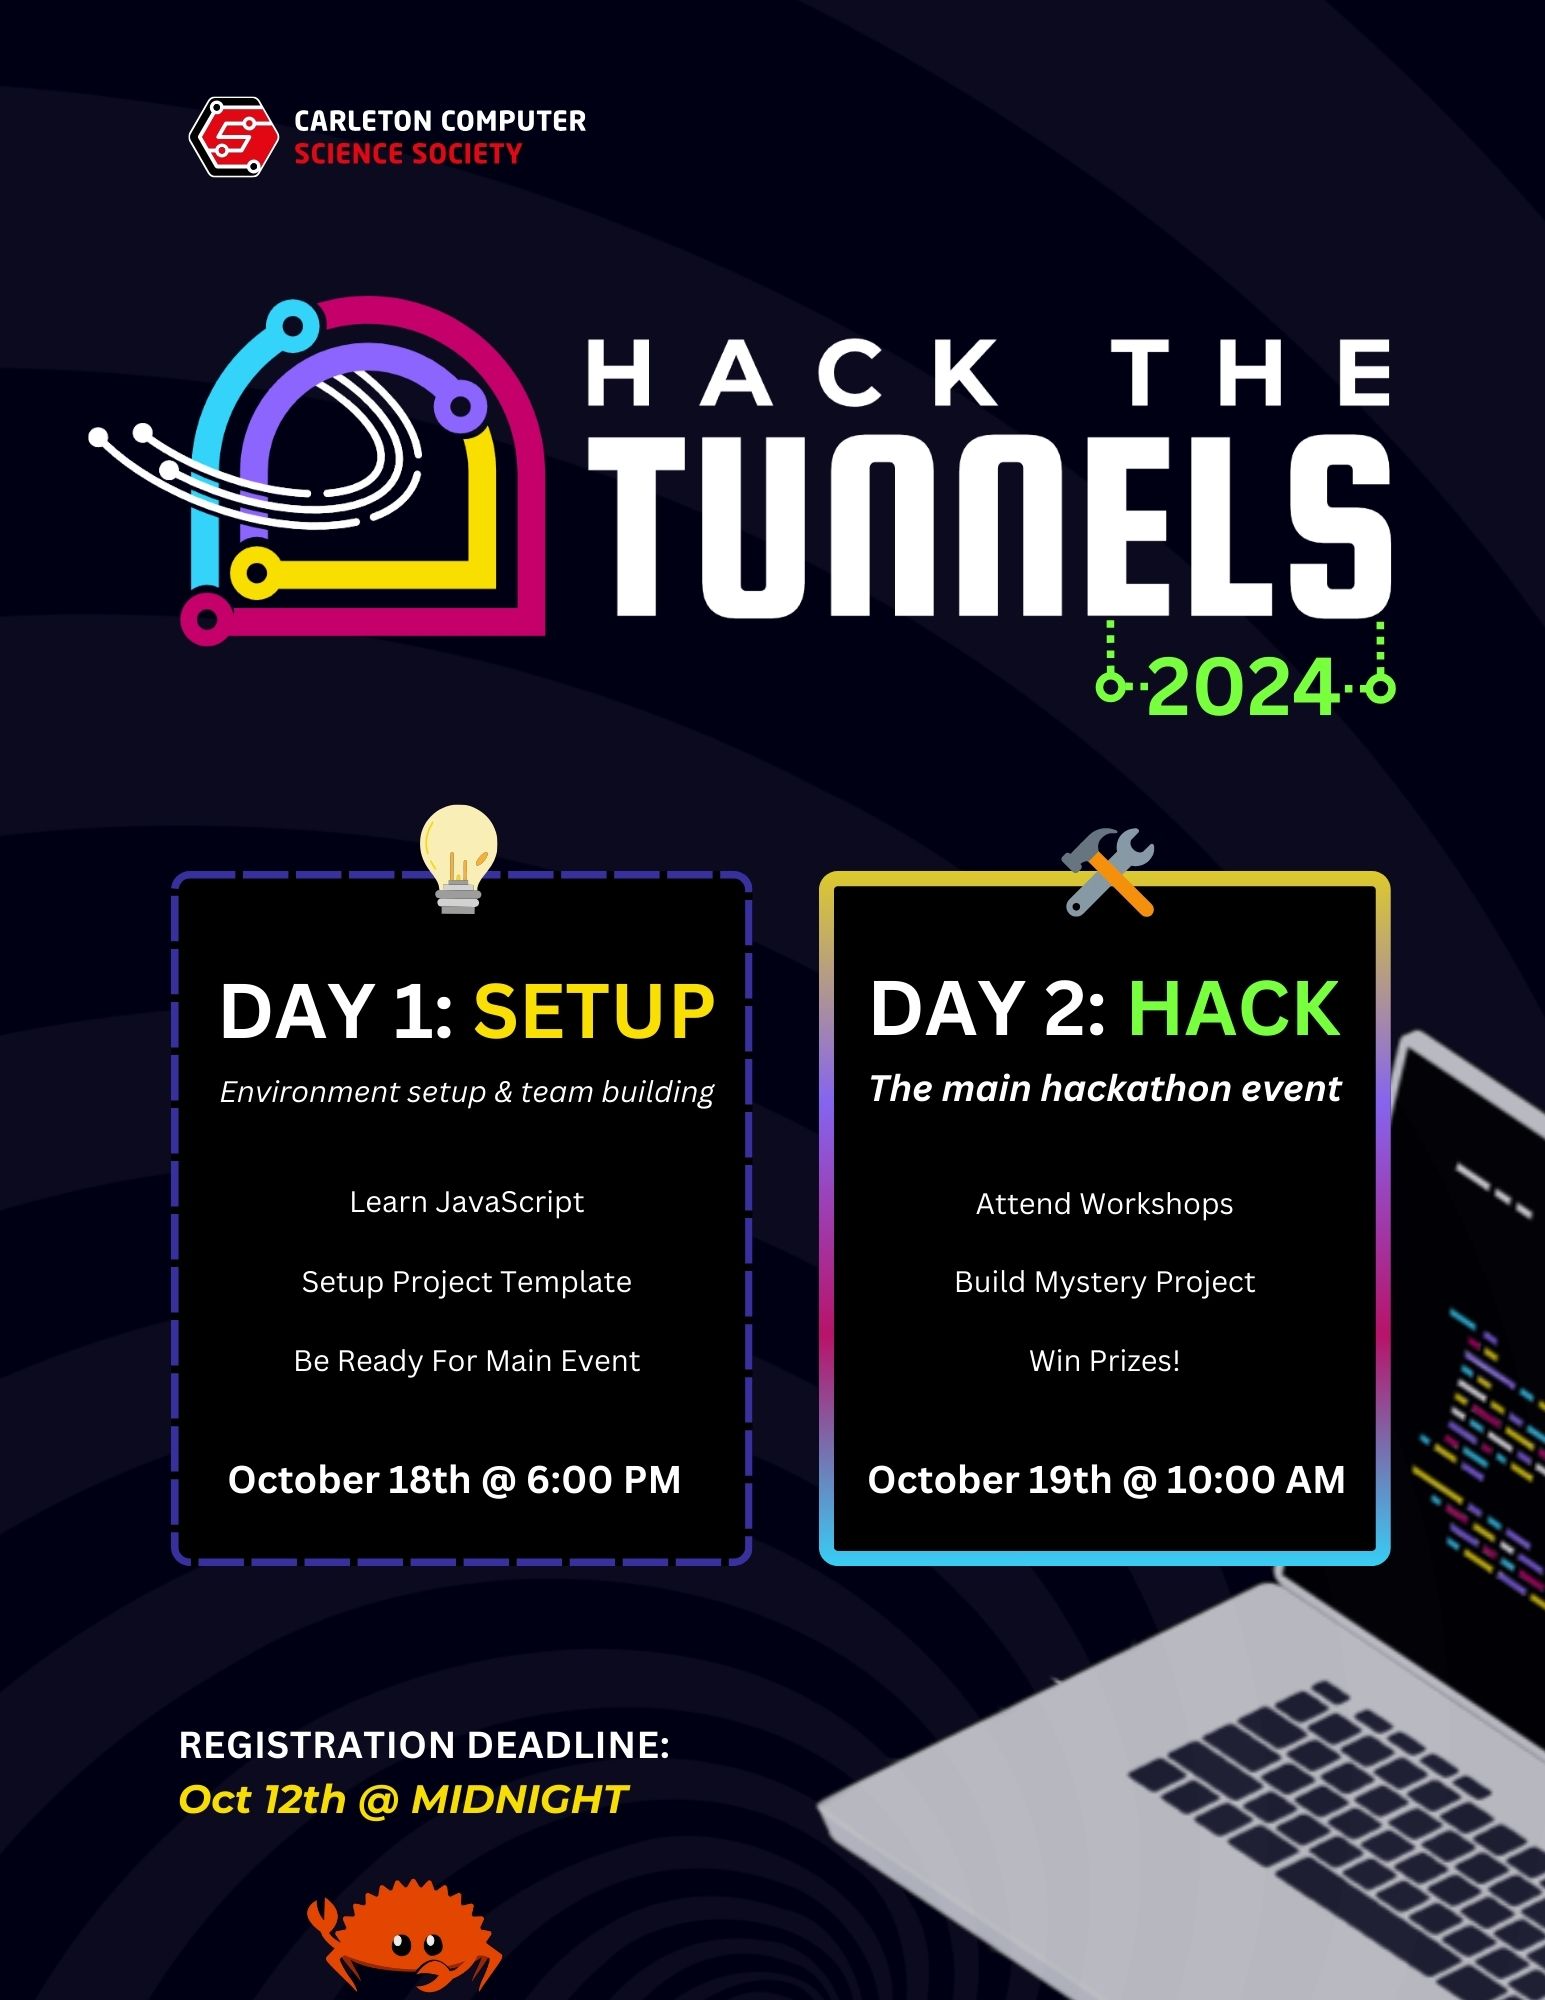 CARLETON COMPUTER
SCIENCE SOCIETY
HACK THE
TUNNELS
2024
DAY 1: SETUP
Environment setup & team building
Learn JavaScript
Setup Project Template
Be Ready For Main Event
October 18th @ 6:00 PM
DAY 2: HACK
The main hackathon event
Attend Workshops
Build Mystery Project
Win Prizes!
October 19th @ 10:00 AM
REGISTRATION DEADLINE:
Oct 12th @ MIDNIGHT